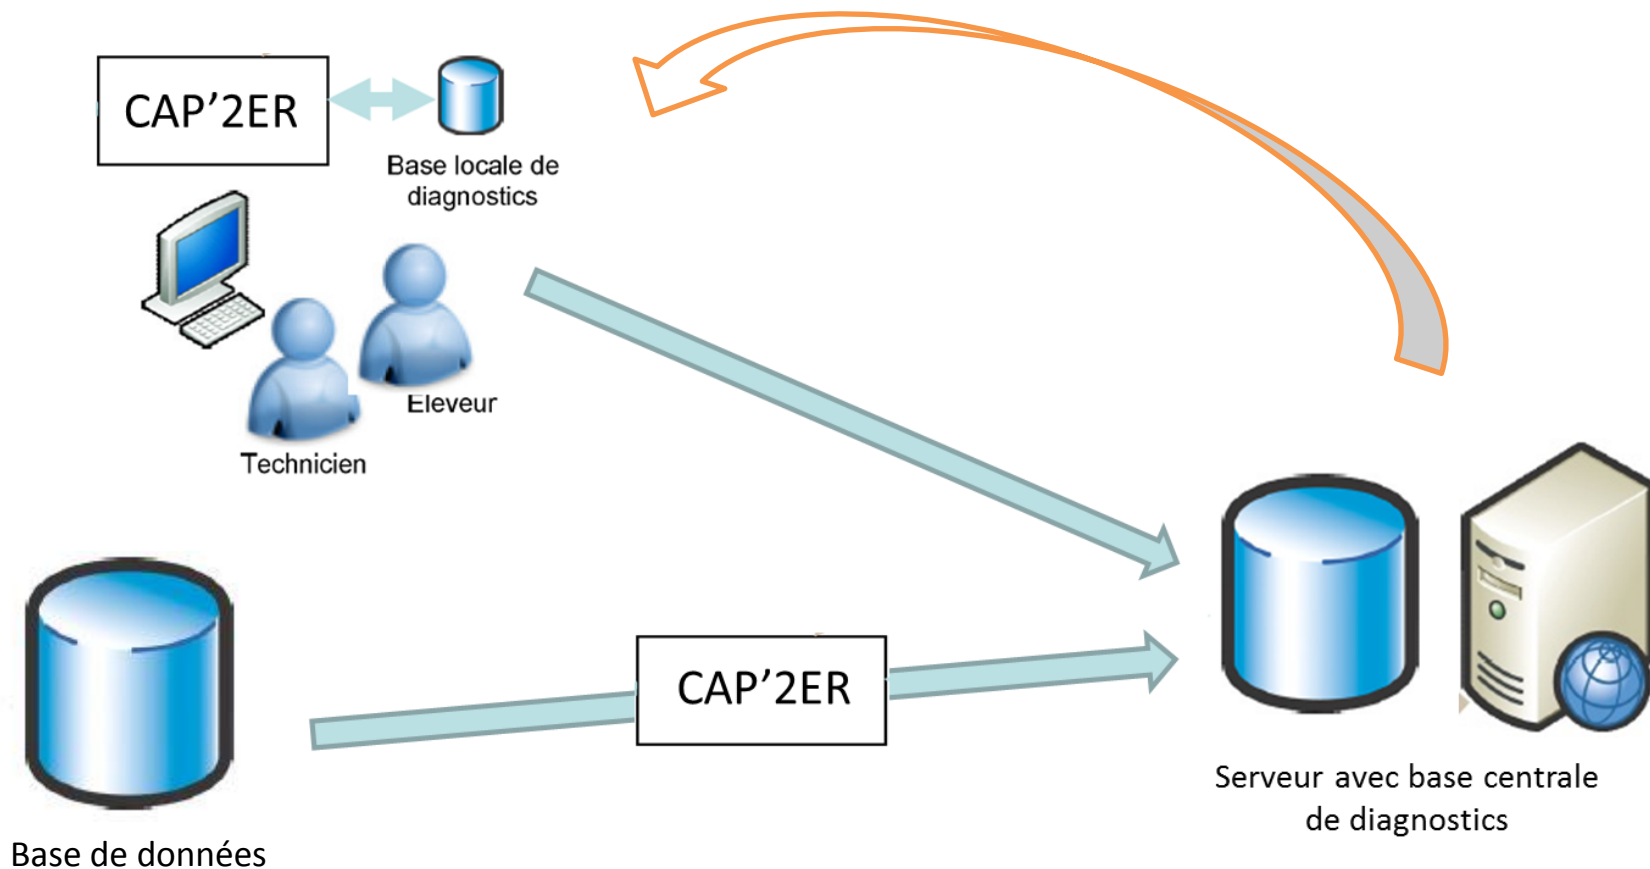 CAP’2ER
Base locale de
diagnostics
Eleveur
Technicien
CAP’2ER
Serveur avec base centrale
de diagnostics
Base de données